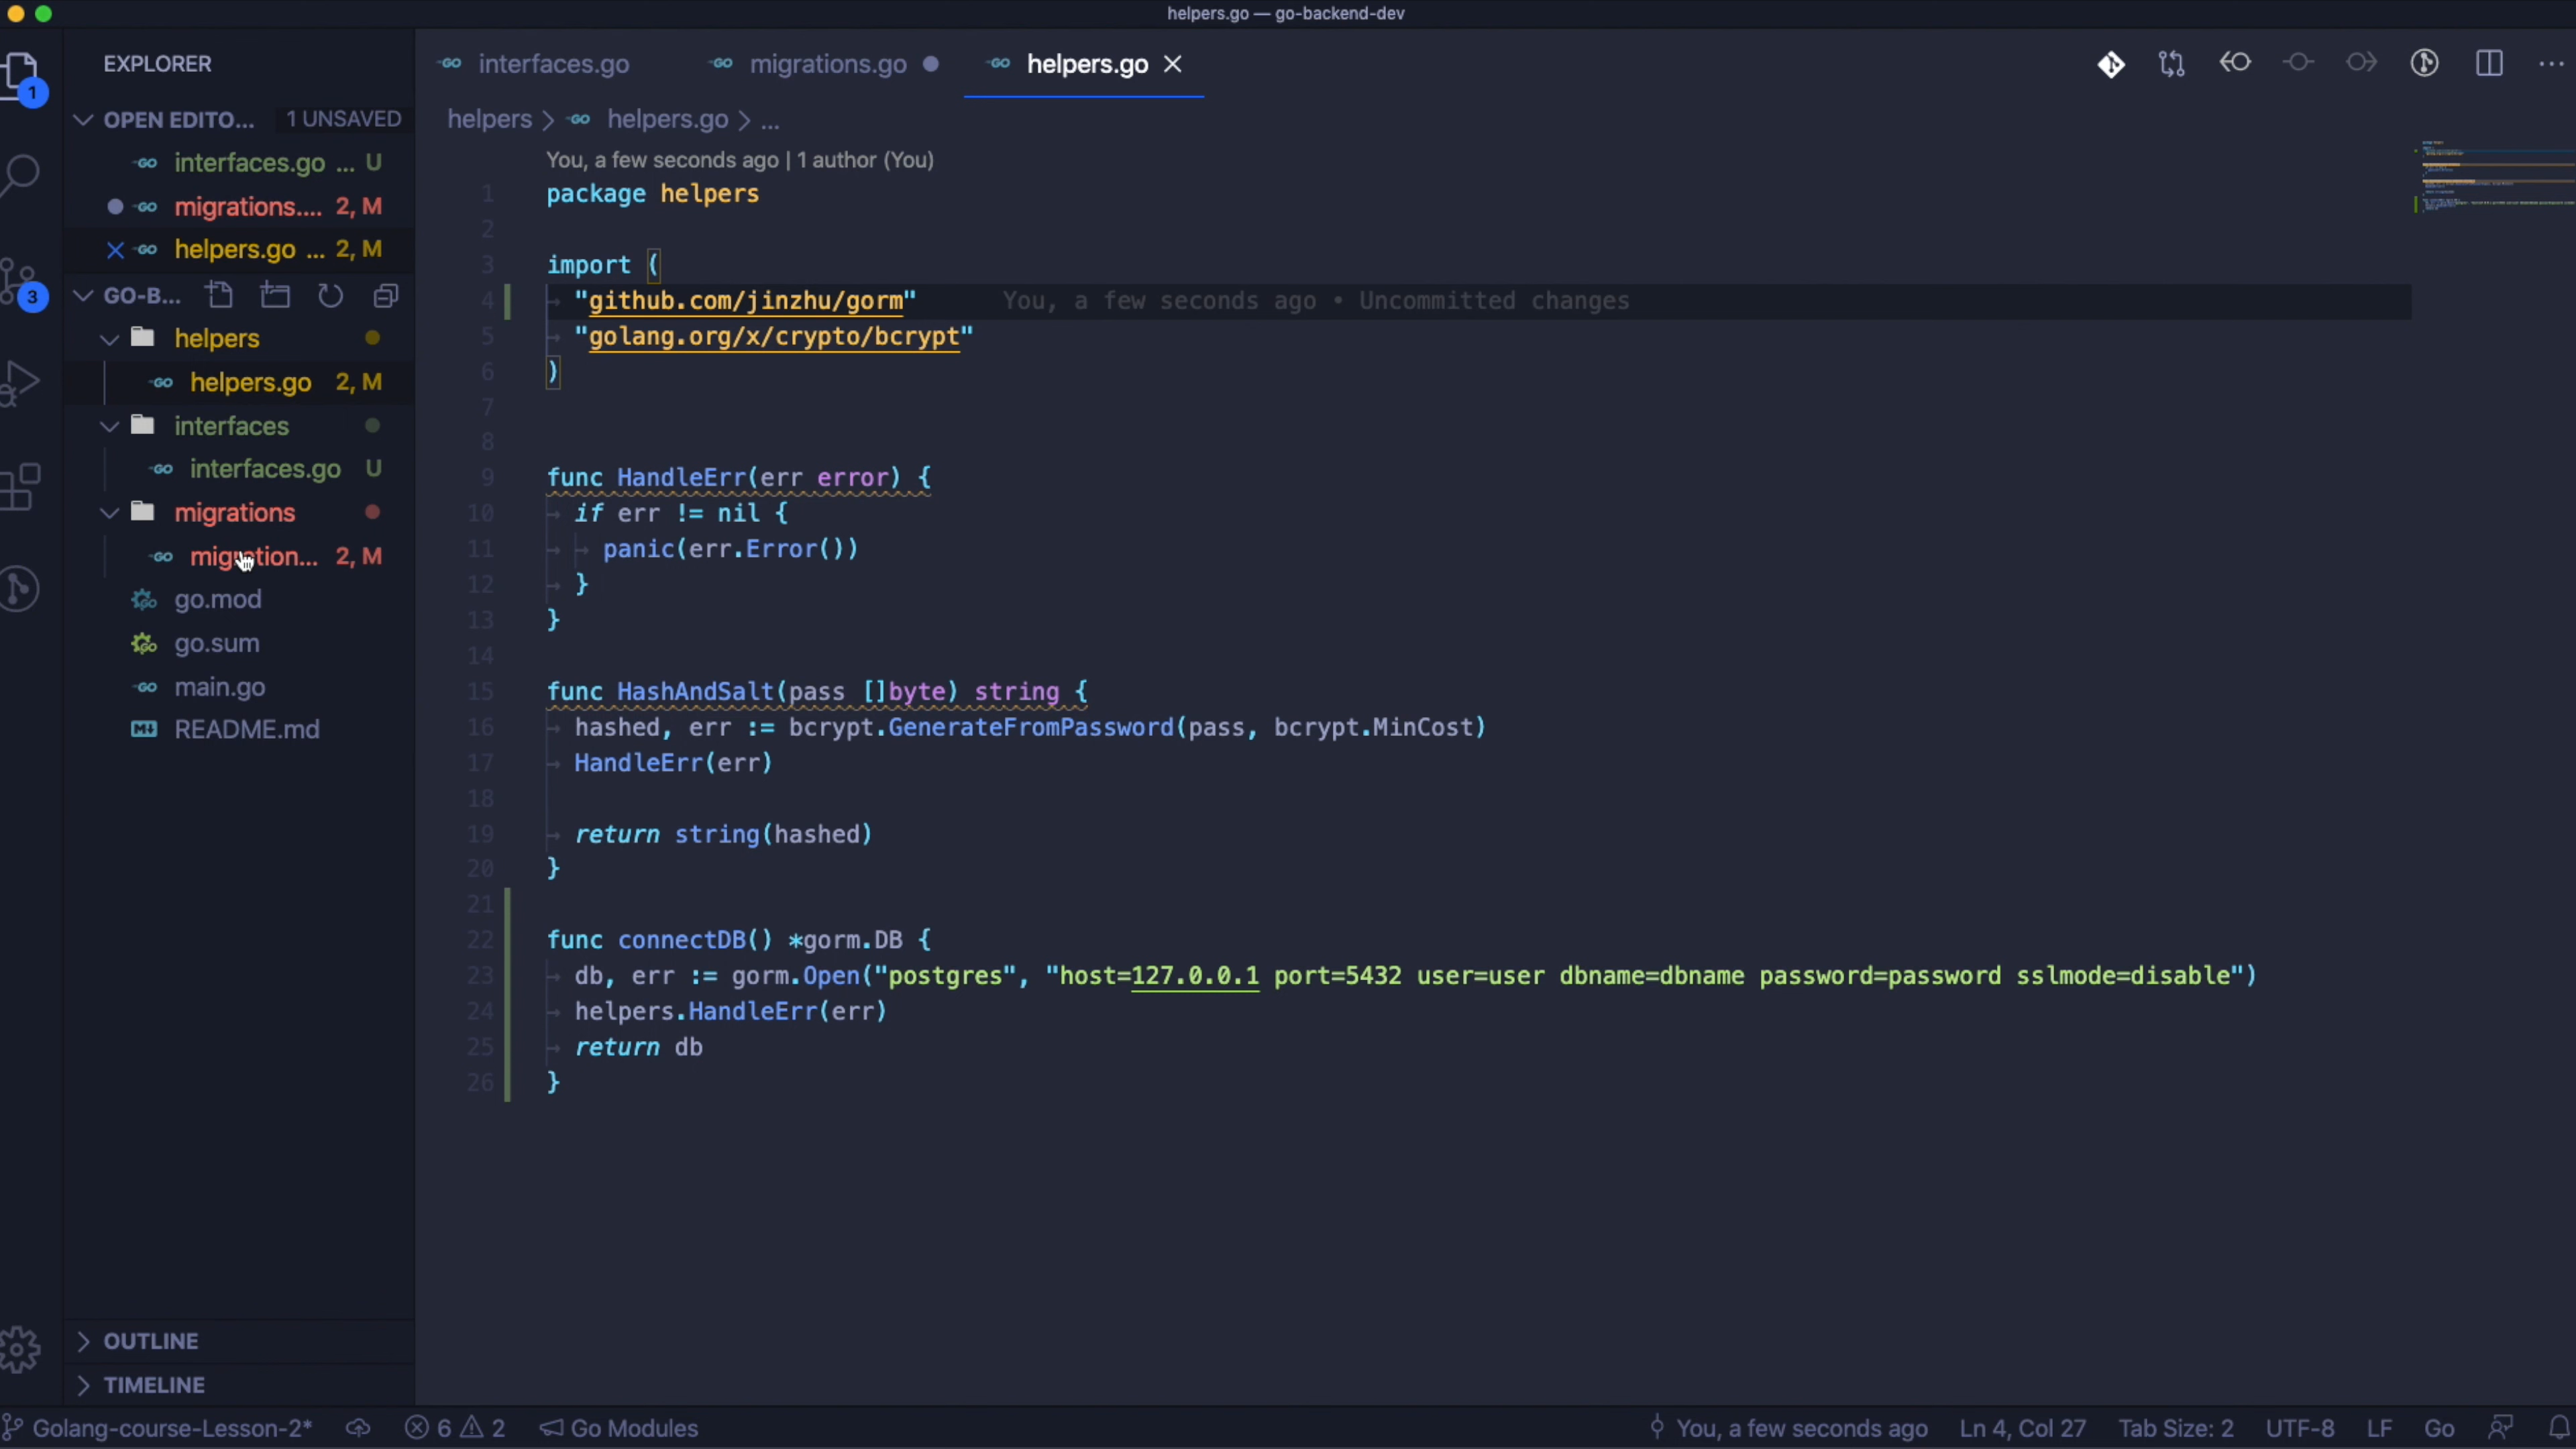 helpers.go — go-backend-dev
EXPLORER
1
OPEN EDITO... 1 UNSAVED
interfaces.go ... U
migrations.... 2, M
helpers.go ... 2, M
3
GO-B...
helpers
helpers.go 2, M
interfaces
interfaces.go U
migrations
migration... 2, M
go.mod
go.sum
main.go
README.md
OUTLINE
TIMELINE
interfaces.go migrations.go helpers.go
helpers > helpers.go > ...
You, a few seconds ago | 1 author (You)
1 package helpers
2
3 import (
4 "github.com/jinzhu/gorm" You, a few seconds ago • Uncommitted changes
5 "golang.org/x/crypto/bcrypt"
6 )
7
8
9 func HandleErr(err error) {
10 if err != nil {
11 panic(err.Error())
12 }
13 }
14
15 func HashAndSalt(pass []byte) string {
16 hashed, err := bcrypt.GenerateFromPassword(pass, bcrypt.MinCost)
17 HandleErr(err)
18
19 return string(hashed)
20 }
21
22 func connectDB() *gorm.DB {
23 db, err := gorm.Open("postgres", "host=127.0.0.1 port=5432 user=user dbname=dbname password=password sslmode=disable")
24 helpers.HandleErr(err)
25 return db
26 }
Golang-course-Lesson-2* 6 2 Go Modules You, a few seconds ago Ln 4, Col 27 Tab Size: 2 UTF-8 LF Go